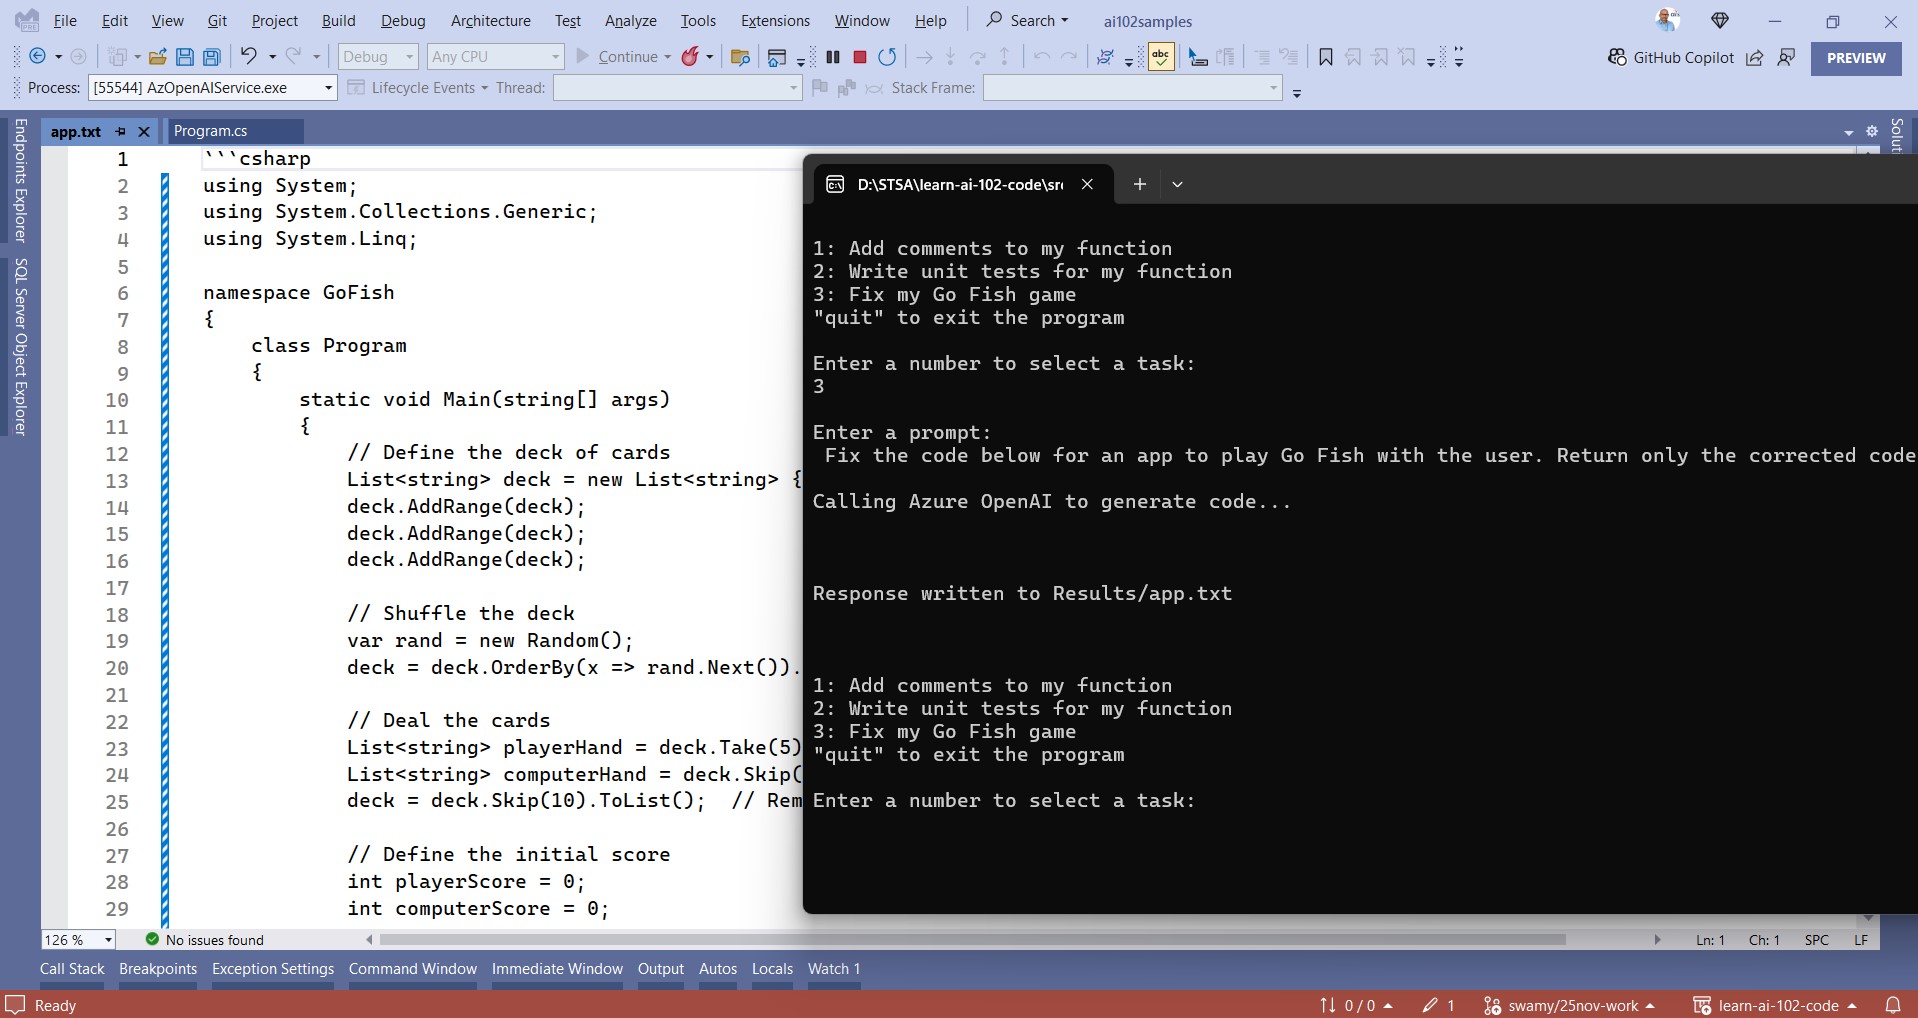 File Edit View Git Project Build Debug Architecture Test Analyze Tools Extensions Window Help Search ai102samples
Debug Any CPU Continue abc GitHub Copilot PREVIEW
Process: [55544] AzOpenAIService.exe Lifecycle Events Thread: Stack Frame:
Endpoints Explorer
SQL Server Object Explorer
app.txt Program.cs
1 ```csharp
2 using System;
3 using System.Collections.Generic;
4 using System.Linq;
5
6 namespace GoFish
7 {
8 class Program
9 {
10 static void Main(string[] args)
11 {
12 // Define the deck of cards
13 List<string> deck = new List<string> {
14 deck.AddRange(deck);
15 deck.AddRange(deck);
16 deck.AddRange(deck);
17
18 // Shuffle the deck
19 var rand = new Random();
20 deck = deck.OrderBy(x => rand.Next()).
21
22 // Deal the cards
23 List<string> playerHand = deck.Take(5)
24 List<string> computerHand = deck.Skip(
25 deck = deck.Skip(10).ToList(); // Rem
26
27 // Define the initial score
28 int playerScore = 0;
29 int computerScore = 0;
D:\STSA\learn-ai-102-code\sr
1: Add comments to my function
2: Write unit tests for my function
3: Fix my Go Fish game
"quit" to exit the program
Enter a number to select a task:
3
Enter a prompt:
Fix the code below for an app to play Go Fish with the user. Return only the corrected code
Calling Azure OpenAI to generate code...
Response written to Results/app.txt
1: Add comments to my function
2: Write unit tests for my function
3: Fix my Go Fish game
"quit" to exit the program
Enter a number to select a task:
Soluti
126 % No issues found Ln: 1 Ch: 1 SPC LF
Call Stack Breakpoints Exception Settings Command Window Immediate Window Output Autos Locals Watch 1
Ready 0 / 0 1 swamy/25nov-work learn-ai-102-code